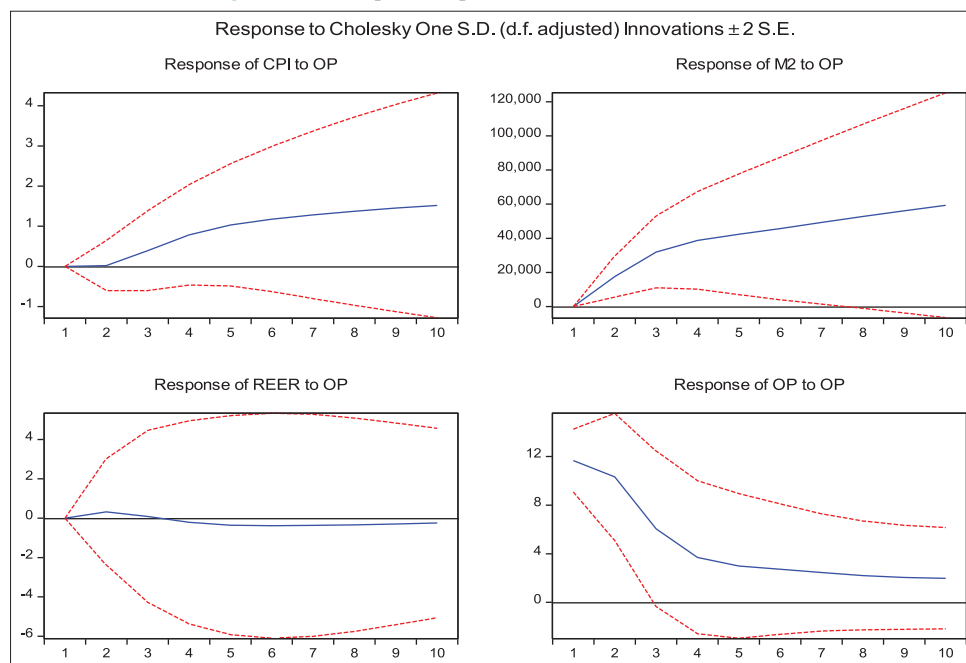 Response to Cholesky One S.D. (d.f. adjusted) Innovations ± 2 S.E.
Response of CPI to OP
4
3
2
1
0
-1
1 2 3 4 5 6 7 8 9 10
Response of M2 to OP
120,000
100,000
80,000
60,000
40,000
20,000
0
1 2 3 4 5 6 7 8 9 10
Response of REER to OP
4
2
0
-2
-4
-6
1 2 3 4 5 6 7 8 9 10
Response of OP to OP
12
8
4
0
1 2 3 4 5 6 7 8 9 10